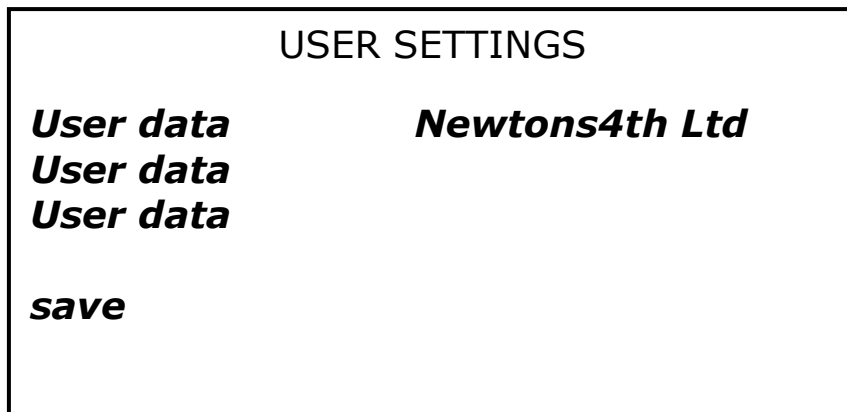 USER SETTINGS
User data Newtons4th Ltd
User data
User data
save